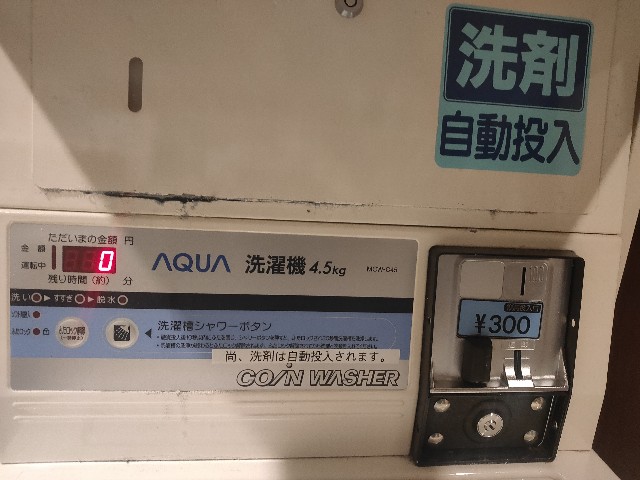 洗剤
自動投入
ただいまの金額 円
金額
運転中
0
残り時間(約) 分
AQUA 洗濯機 4.5kg
MCW-C45
洗い ▶ すすぎ ▶ 脱水
洗濯槽シャワーボタン
尚、洗剤は自動投入されます。
COIN WASHER
¥300